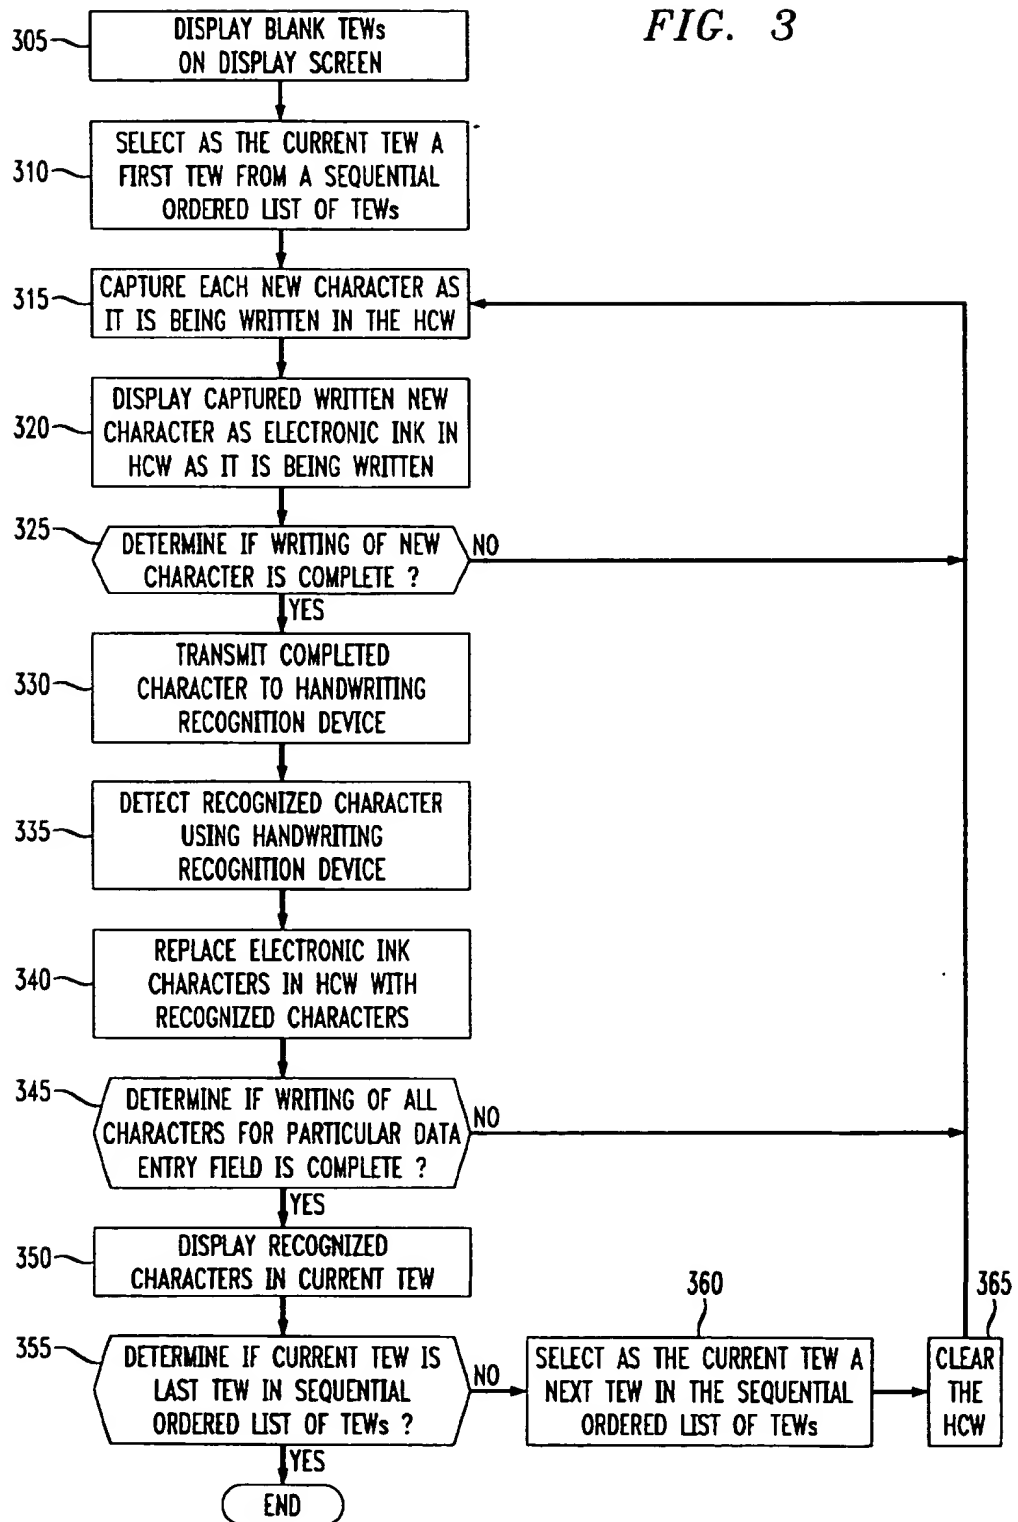 FIG. 3
305
DISPLAY BLANK TEWs
ON DISPLAY SCREEN
310
SELECT AS THE CURRENT TEW A
FIRST TEW FROM A SEQUENTIAL
ORDERED LIST OF TEWs
315
CAPTURE EACH NEW CHARACTER AS
IT IS BEING WRITTEN IN THE HCW
320
DISPLAY CAPTURED WRITTEN NEW
CHARACTER AS ELECTRONIC INK IN
HCW AS IT IS BEING WRITTEN
325
DETERMINE IF WRITING OF NEW
CHARACTER IS COMPLETE ?
NO
YES
330
TRANSMIT COMPLETED
CHARACTER TO HANDWRITING
RECOGNITION DEVICE
335
DETECT RECOGNIZED CHARACTER
USING HANDWRITING
RECOGNITION DEVICE
340
REPLACE ELECTRONIC INK
CHARACTERS IN HCW WITH
RECOGNIZED CHARACTERS
345
DETERMINE IF WRITING OF ALL
CHARACTERS FOR PARTICULAR DATA
ENTRY FIELD IS COMPLETE ?
NO
YES
350
DISPLAY RECOGNIZED
CHARACTERS IN CURRENT TEW
355
DETERMINE IF CURRENT TEW IS
LAST TEW IN SEQUENTIAL
ORDERED LIST OF TEWs ?
NO
YES
360
SELECT AS THE CURRENT TEW A
NEXT TEW IN THE SEQUENTIAL
ORDERED LIST OF TEWs
365
CLEAR
THE
HCW
END